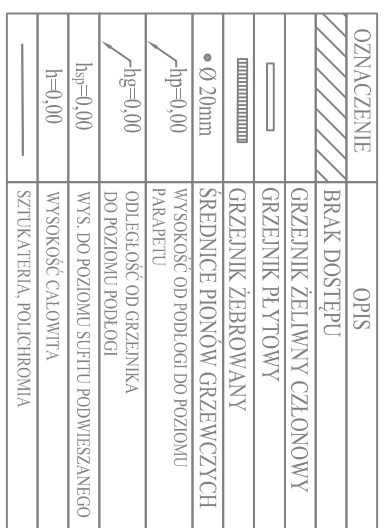 OZNACZENIE OPIS
BRAK DOSTĘPU
GRZEJNIK ŻELIWNY CZŁONOWY
GRZEJNIK PŁYTOWY
GRZEJNIK ŻEBROWANY
Ø 20mm ŚREDNICE PIONÓW GRZEWCZYCH
hp=0,00 WYSOKOŚĆ OD PODŁOGI DO POZIOMU
PARAPETU
hg=0,00 ODLEGŁOŚĆ OD GRZEJNIKA
DO POZIOMU PODŁOGI
hsp=0,00 WYS. DO POZIOMU SUFITU PODWIESZANEGO
h=0,00 WYSOKOŚĆ CAŁOWITA
SZTUKATERIA, POLICHROMIA